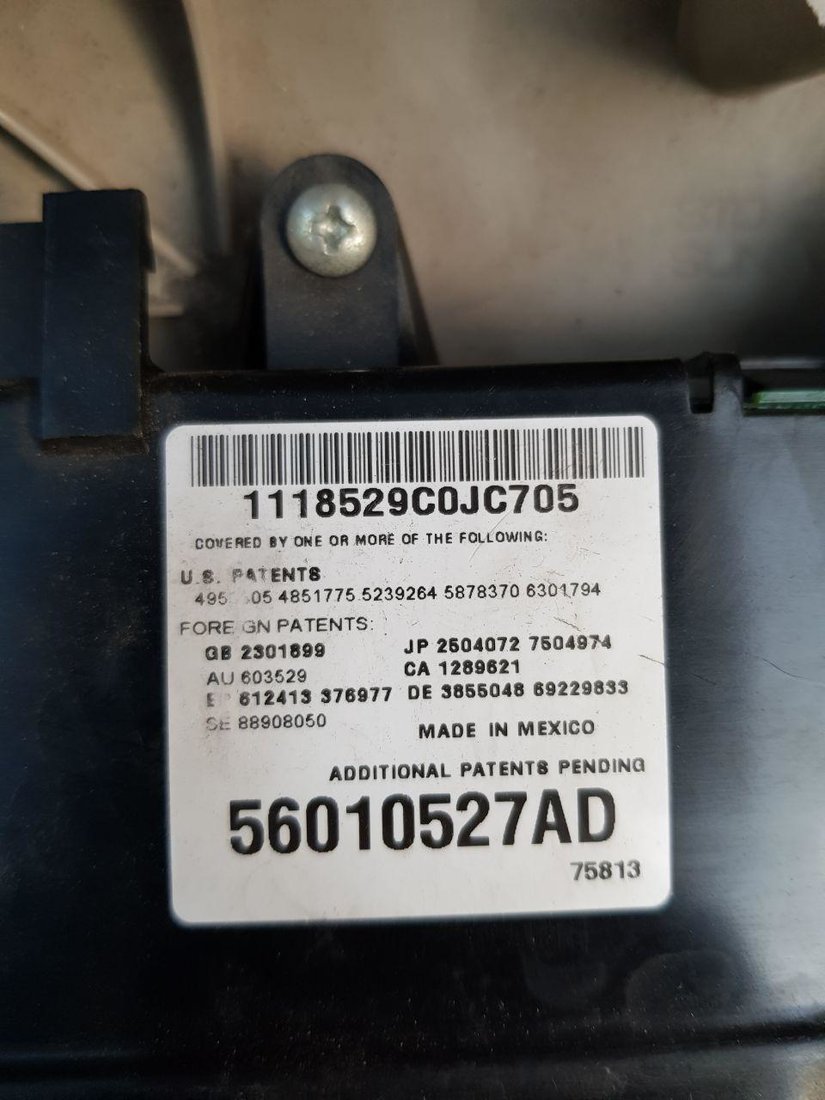 1118529C0JC705
COVERED BY ONE OR MORE OF THE FOLLOWING:
U.S. PATENTS
4851775 5239264 5878370 6301794
FOREIGN PATENTS:
GB 2301899 JP 2504072 7504974
AU 603529 CA 1289621
612413 376977 DE 3855048 69229833
SE 88908050
MADE IN MEXICO
ADDITIONAL PATENTS PENDING
56010527AD
75813